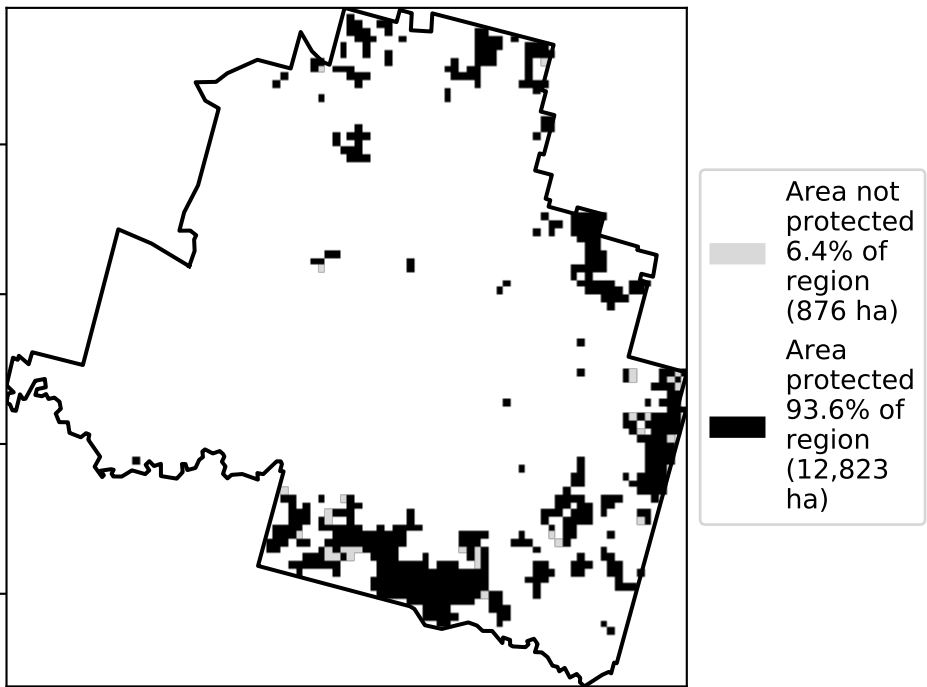 Area not
protected
6.4% of
region
(876 ha)
Area
protected
93.6% of
region
(12,823
ha)